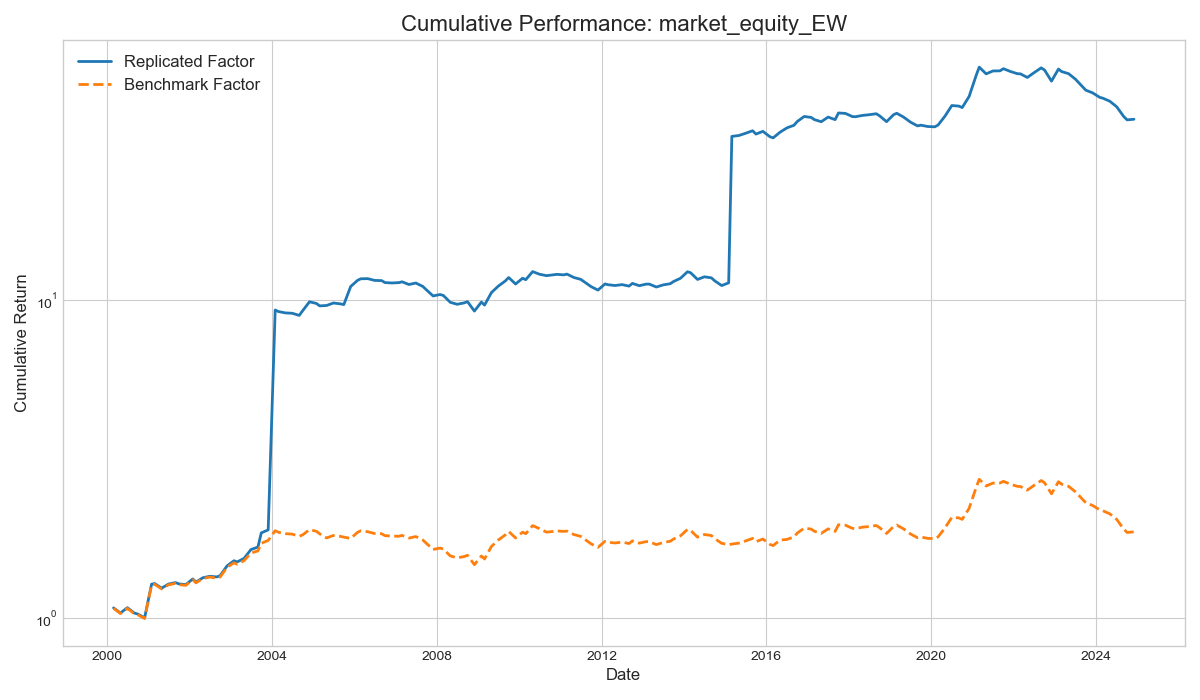 Cumulative Performance: market_equity_EW
Replicated Factor
Benchmark Factor
Cumulative Return
10^1
10^0
2000 2004 2008 2012 2016 2020 2024
Date